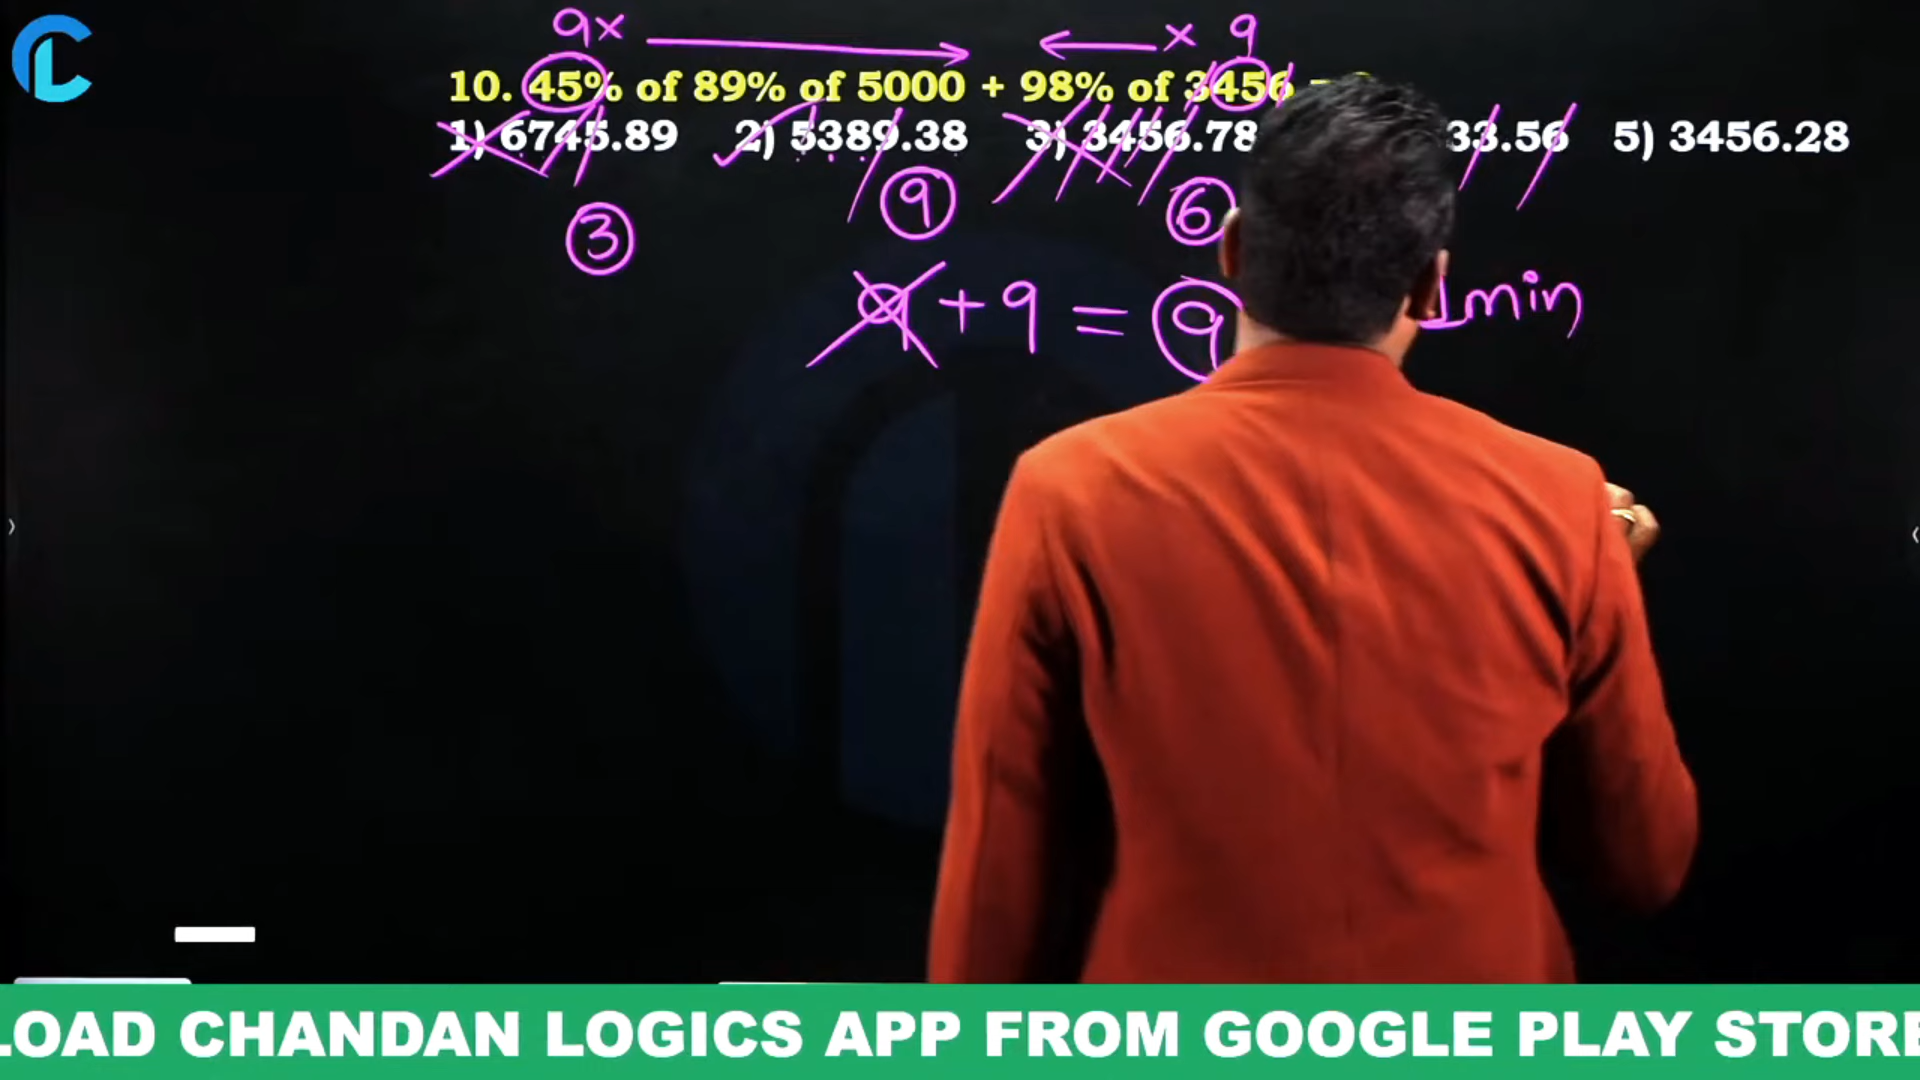 9x × 9
10. 45% of 89% of 5000 + 98% of 3456
1) 6745.89 2) 5389.38 3) 3456.78 33.56 5) 3456.28
3 9 6
9 + 9 = 9 1min
LOAD CHANDAN LOGICS APP FROM GOOGLE PLAY STORE